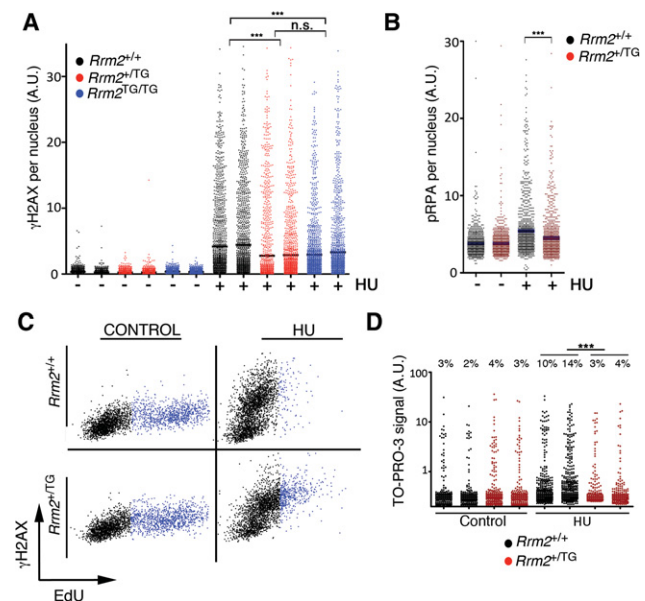 A
Rrm2+/+
Rrm2+/TG
Rrm2TG/TG
***
***
n.s.
γH2AX per nucleus (A.U.)
30
20
10
0
- - - - - - + + + + + + HU
B
Rrm2+/+
Rrm2+/TG
***
pRPA per nucleus (A.U.)
30
20
10
5
0
- - + + HU
C
CONTROL HU
Rrm2+/+
Rrm2+/TG
γH2AX
EdU
D
***
3% 2% 4% 3% 10% 14% 3% 4%
TO-PRO-3 signal (A.U.)
100
10
1
Control HU
Rrm2+/+
Rrm2+/TG